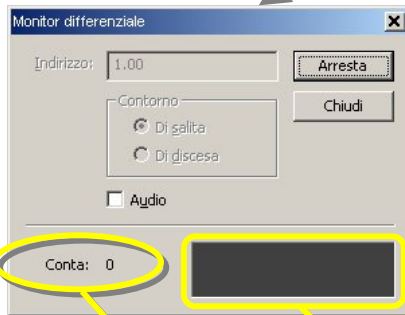 Monitor differenziale
Indirizzo: 1.00
Arresta
Contorno
Chiudi
Di salita
Di discesa
Audio
Conta: 0